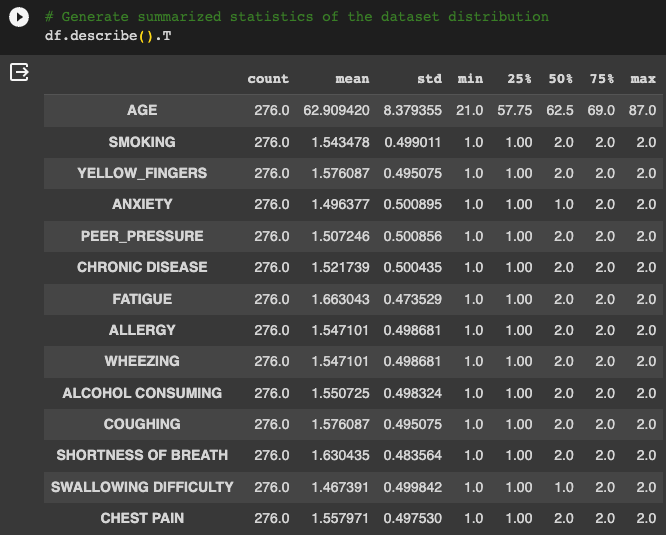 # Generate summarized statistics of the dataset distribution
df.describe().T
count mean std min 25% 50% 75% max
AGE 276.0 62.909420 8.379355 21.0 57.75 62.5 69.0 87.0
SMOKING 276.0 1.543478 0.499011 1.0 1.00 2.0 2.0 2.0
YELLOW_FINGERS 276.0 1.576087 0.495075 1.0 1.00 2.0 2.0 2.0
ANXIETY 276.0 1.496377 0.500895 1.0 1.00 1.0 2.0 2.0
PEER_PRESSURE 276.0 1.507246 0.500856 1.0 1.00 2.0 2.0 2.0
CHRONIC DISEASE 276.0 1.521739 0.500435 1.0 1.00 2.0 2.0 2.0
FATIGUE 276.0 1.663043 0.473529 1.0 1.00 2.0 2.0 2.0
ALLERGY 276.0 1.547101 0.498681 1.0 1.00 2.0 2.0 2.0
WHEEZING 276.0 1.547101 0.498681 1.0 1.00 2.0 2.0 2.0
ALCOHOL CONSUMING 276.0 1.550725 0.498324 1.0 1.00 2.0 2.0 2.0
COUGHING 276.0 1.576087 0.495075 1.0 1.00 2.0 2.0 2.0
SHORTNESS OF BREATH 276.0 1.630435 0.483564 1.0 1.00 2.0 2.0 2.0
SWALLOWING DIFFICULTY 276.0 1.467391 0.499842 1.0 1.00 1.0 2.0 2.0
CHEST PAIN 276.0 1.557971 0.497530 1.0 1.00 2.0 2.0 2.0